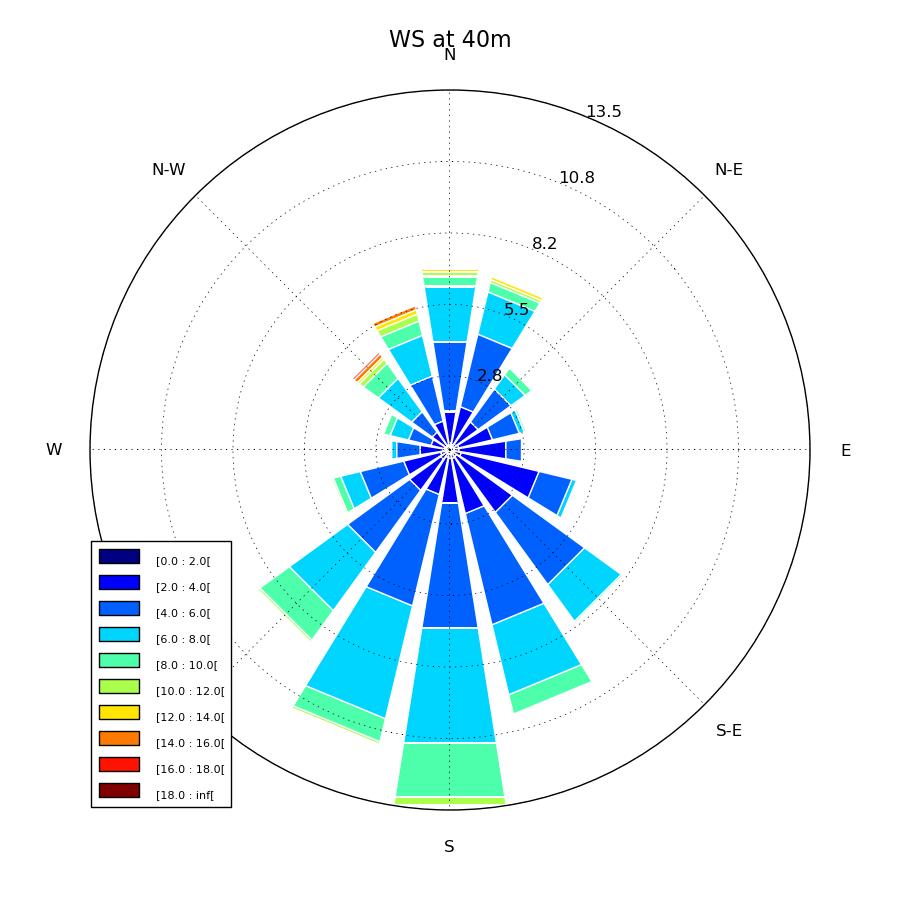 WS at 40m
N
13.5
N-W
N-E
10.8
8.2
5.5
2.8
W
E
[0.0 : 2.0[
[2.0 : 4.0[
[4.0 : 6.0[
[6.0 : 8.0[
[8.0 : 10.0[
[10.0 : 12.0[
[12.0 : 14.0[
[14.0 : 16.0[
[16.0 : 18.0[
[18.0 : inf[
S-E
S